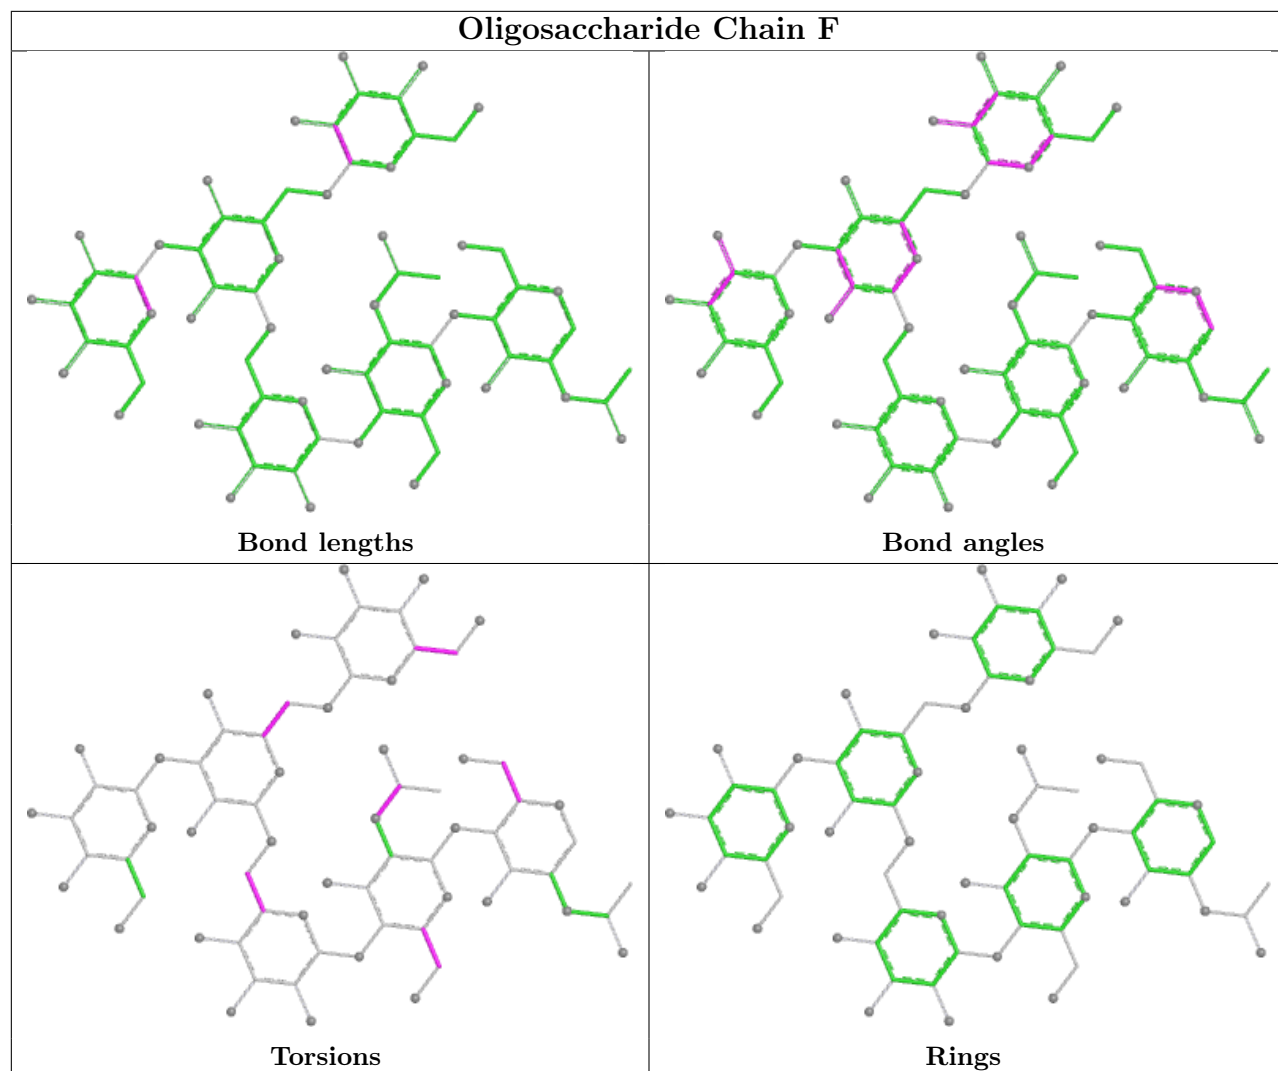 Oligosaccharide Chain F
Bond lengths
Bond angles
Torsions
Rings